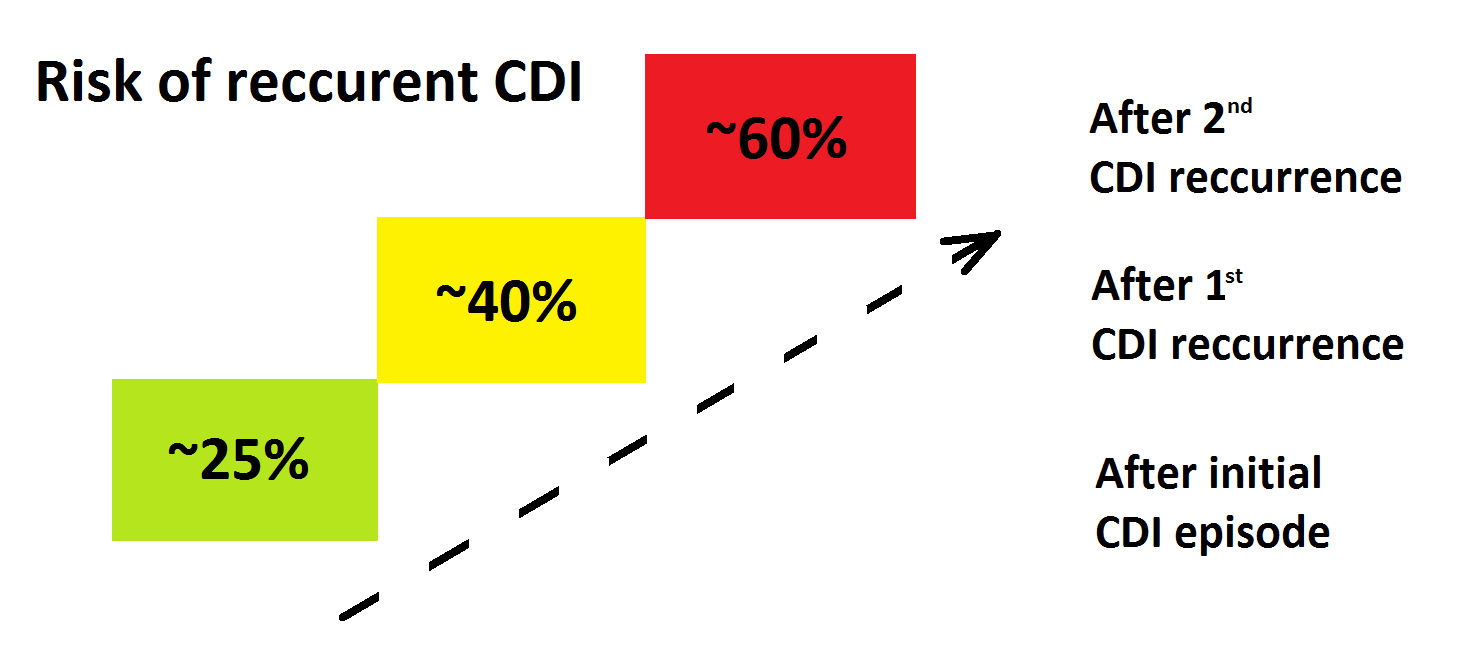 Risk of reccurent CDI
~60%
After 2nd
CDI reccurrence
~40%
After 1st
CDI reccurrence
~25%
After initial
CDI episode